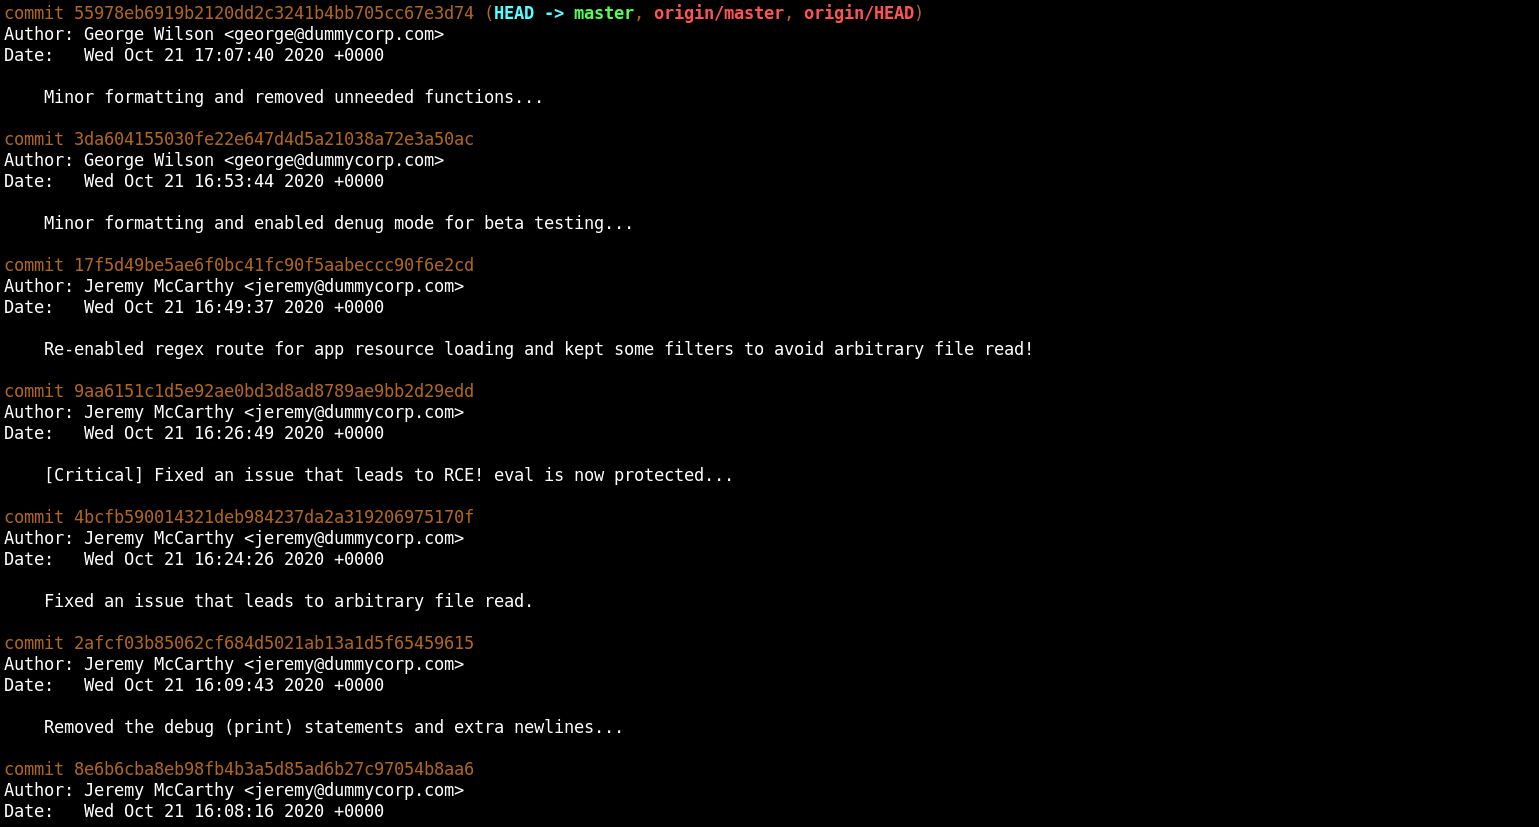 commit 55978eb6919b2120dd2c3241b4bb705cc67e3d74 (HEAD -> master, origin/master, origin/HEAD)
Author: George Wilson <george@dummycorp.com>
Date:   Wed Oct 21 17:07:40 2020 +0000
    Minor formatting and removed unneeded functions...
commit 3da604155030fe22e647d4d5a21038a72e3a50ac
Author: George Wilson <george@dummycorp.com>
Date:   Wed Oct 21 16:53:44 2020 +0000
    Minor formatting and enabled denug mode for beta testing...
commit 17f5d49be5ae6f0bc41fc90f5aabeccc90f6e2cd
Author: Jeremy McCarthy <jeremy@dummycorp.com>
Date:   Wed Oct 21 16:49:37 2020 +0000
    Re-enabled regex route for app resource loading and kept some filters to avoid arbitrary file read!
commit 9aa6151c1d5e92ae0bd3d8ad8789ae9bb2d29edd
Author: Jeremy McCarthy <jeremy@dummycorp.com>
Date:   Wed Oct 21 16:26:49 2020 +0000
    [Critical] Fixed an issue that leads to RCE! eval is now protected...
commit 4bcfb590014321deb984237da2a319206975170f
Author: Jeremy McCarthy <jeremy@dummycorp.com>
Date:   Wed Oct 21 16:24:26 2020 +0000
    Fixed an issue that leads to arbitrary file read.
commit 2afcf03b85062cf684d5021ab13a1d5f65459615
Author: Jeremy McCarthy <jeremy@dummycorp.com>
Date:   Wed Oct 21 16:09:43 2020 +0000
    Removed the debug (print) statements and extra newlines...
commit 8e6b6cba8eb98fb4b3a5d85ad6b27c97054b8aa6
Author: Jeremy McCarthy <jeremy@dummycorp.com>
Date:   Wed Oct 21 16:08:16 2020 +0000